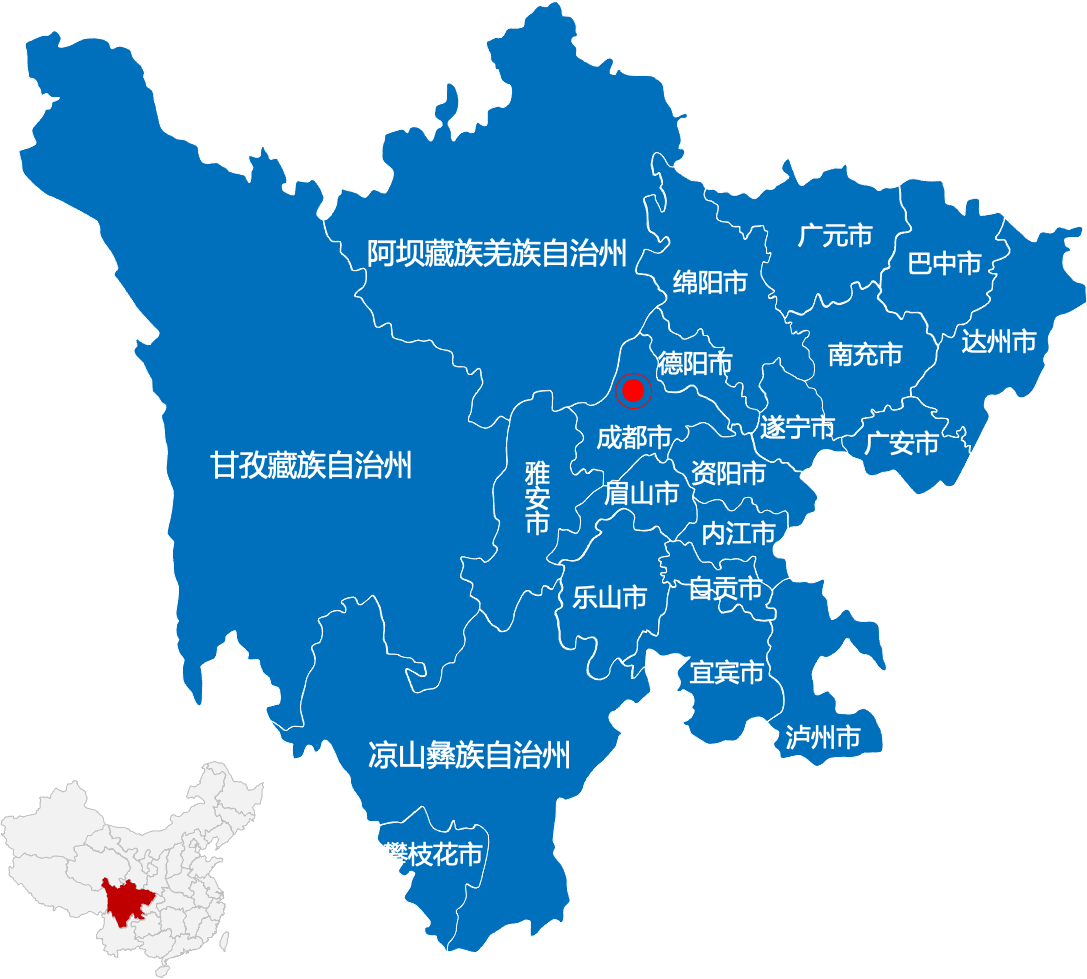 广元市
阿坝藏族羌族自治州
巴中市
绵阳市
达州市
南充市
德阳市
遂宁市
成都市
广安市
甘孜藏族自治州
资阳市
雅安市
眉山市
内江市
自贡市
乐山市
宜宾市
泸州市
凉山彝族自治州
攀枝花市